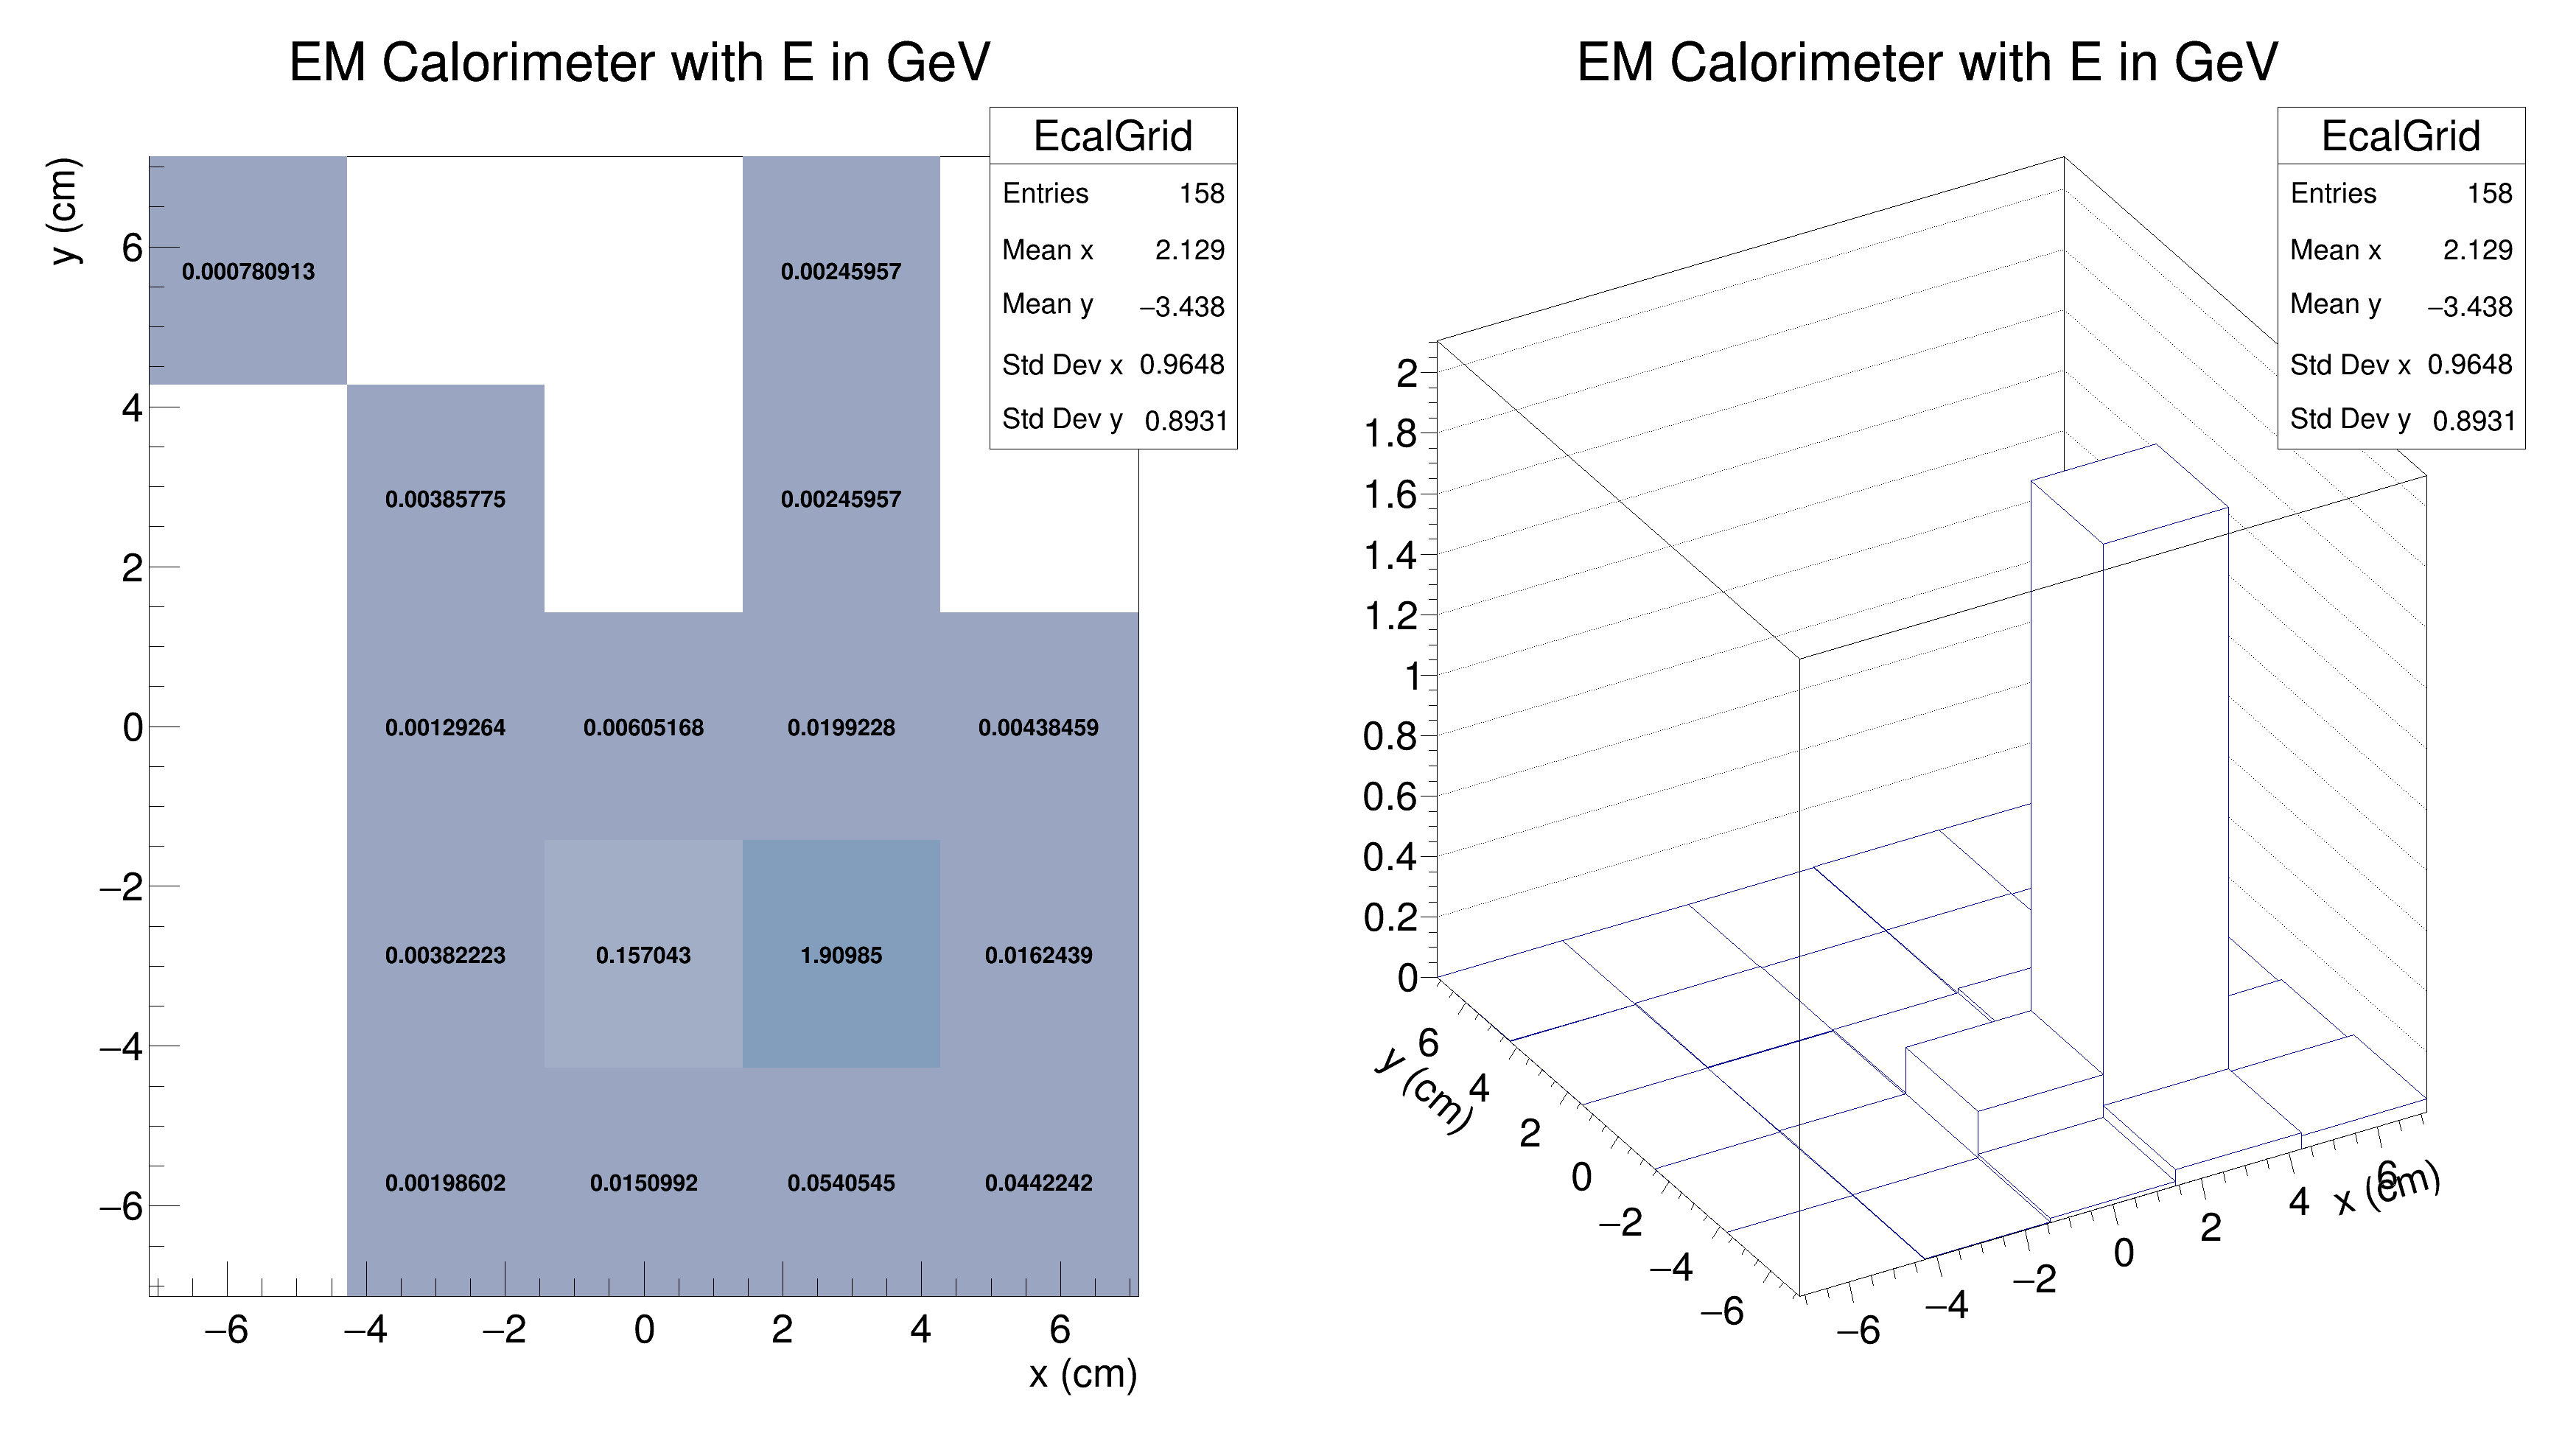 EM Calorimeter with E in GeV
EcalGrid
Entries 158
Mean x 2.129
Mean y −3.438
Std Dev x 0.9648
Std Dev y 0.8931
y (cm)
6
4
2
0
−2
−4
−6
0.000780913 0.00245957
0.00385775 0.00245957
0.00129264 0.00605168 0.0199228 0.00438459
0.00382223 0.157043 1.90985 0.0162439
0.00198602 0.0150992 0.0540545 0.0442242
−6 −4 −2 0 2 4 6
x (cm)
EM Calorimeter with E in GeV
EcalGrid
Entries 158
Mean x 2.129
Mean y −3.438
Std Dev x 0.9648
Std Dev y 0.8931
2
1.8
1.6
1.4
1.2
1
0.8
0.6
0.4
0.2
0
y (cm)
6
4
2
0
−2
−4
−6
−6 −4 −2 0 2 4 6
x (cm)